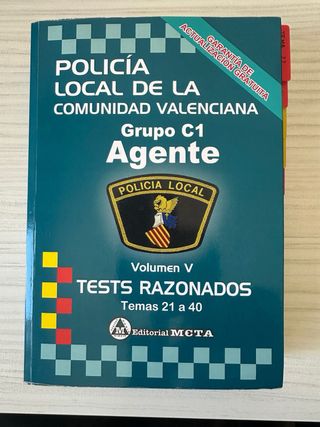 GARANTÍA DE
ACTUALIZACIÓN GRATUITA
POLICÍA
LOCAL DE LA
COMUNIDAD VALENCIANA
Grupo C1
Agente
POLICIA LOCAL
Volumen V
TESTS RAZONADOS
Temas 21 a 40
M Editorial MCTA